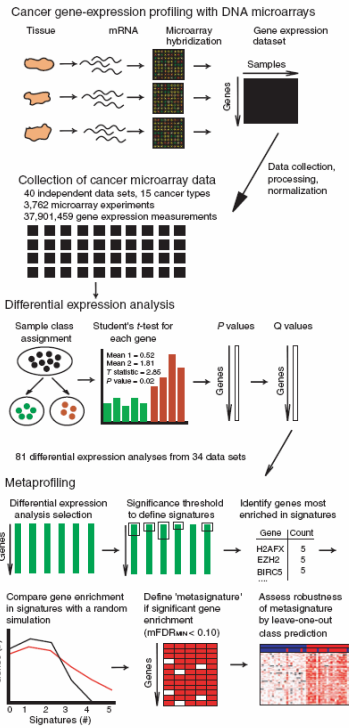 Cancer gene-expression profiling with DNA microarrays
Tissue
mRNA
Microarray
hybridization
Gene expression
dataset
Samples
Genes
Data collection,
processing,
normalization
Collection of cancer microarray data
40 independent data sets, 15 cancer types
3,762 microarray experiments
37,901,459 gene expression measurements
Differential expression analysis
Sample class
assignment
Student's t-test for
each gene
P values
Q values
Mean 1 = 0.52
Mean 2 = 1.81
T statistic = 2.85
P value = 0.02
Genes
Genes
81 differential expression analyses from 34 data sets
Metaprofiling
Differential expression
analysis selection
Significance threshold
to define signatures
Identify genes most
enriched in signatures
Genes
Gene Count
H2AFX 5
EZH2 5
BIRC5 5
....
Compare gene enrichment
in signatures with a random
simulation
Define 'metasignature'
if significant gene
enrichment
(mFDRMIN < 0.10)
Assess robustness
of metasignature
by leave-one-out
class prediction
Genes
0 1 2 3 4 5
Signatures (#)